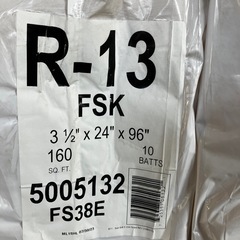 R-13
FSK
3 ½" x 24" x 96"
160 10
SQ. FT. BATTS
5005132
FS38E